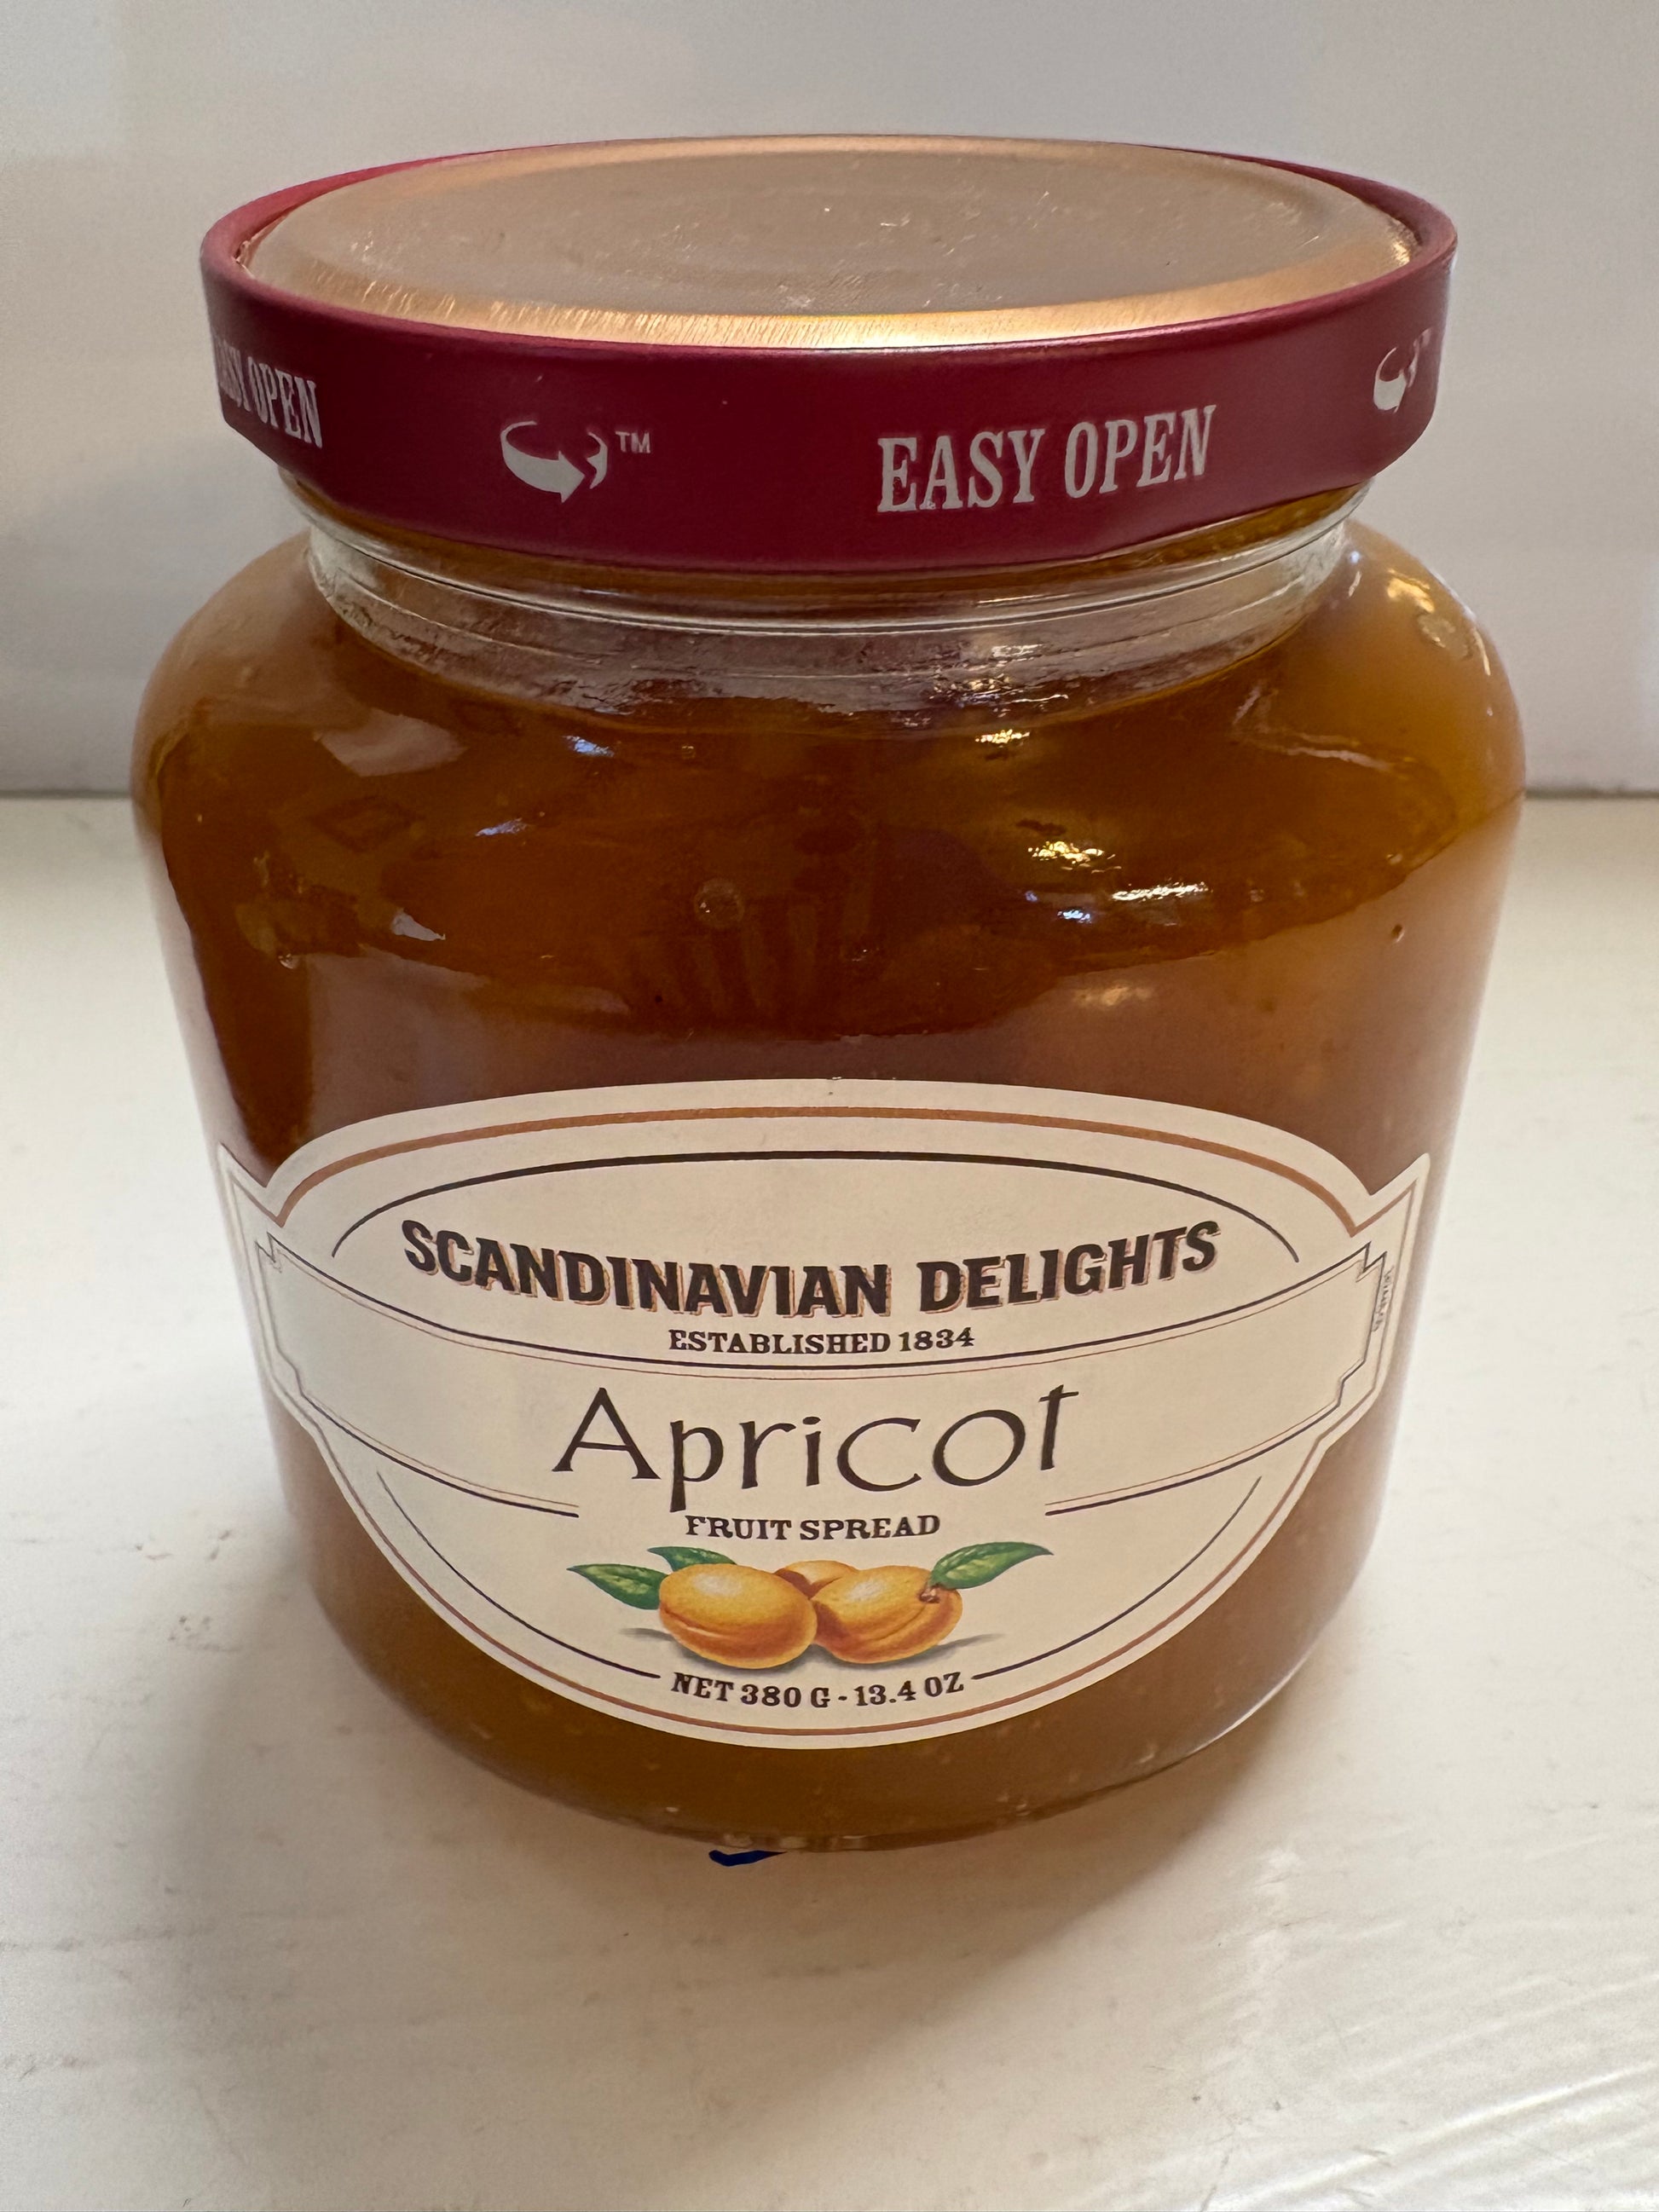 EASY OPEN
™
EASY OPEN
SCANDINAVIAN DELIGHTS
ESTABLISHED 1834
Apricot
FRUIT SPREAD
NET 380 G - 13.4 OZ